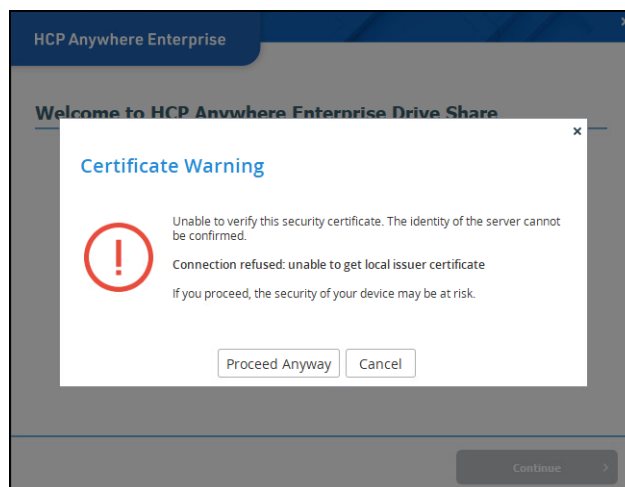 HCP Anywhere Enterprise
Welcome to HCP Anywhere Enterprise Drive Share
Certificate Warning
Unable to verify this security certificate. The identity of the server cannot
be confirmed.
Connection refused: unable to get local issuer certificate
If you proceed, the security of your device may be at risk.
Proceed Anyway Cancel
Continue